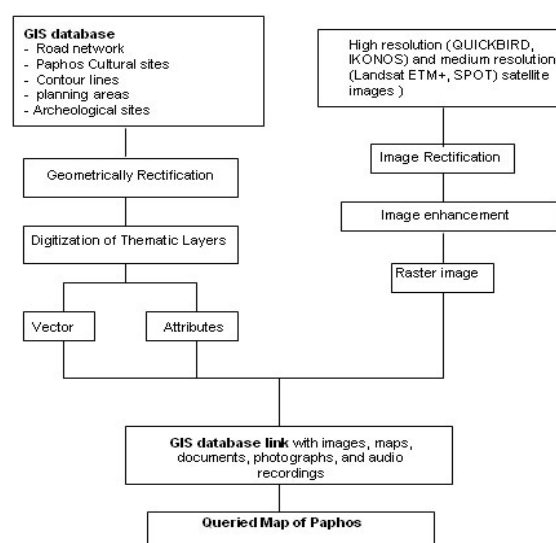 GIS database
- Road network
- Paphos Cultural sites
- Contour lines
- planning areas
- Archeological sites
High resolution (QUICKBIRD,
IKONOS) and medium resolution
(Landsat ETM+, SPOT) satellite
images )
Geometrically Rectification
Image Rectification
Digitization of Thematic Layers
Image enhancement
Raster image
Vector
Attributes
GIS database link with images, maps,
documents, photographs, and audio
recordings
Queried Map of Paphos